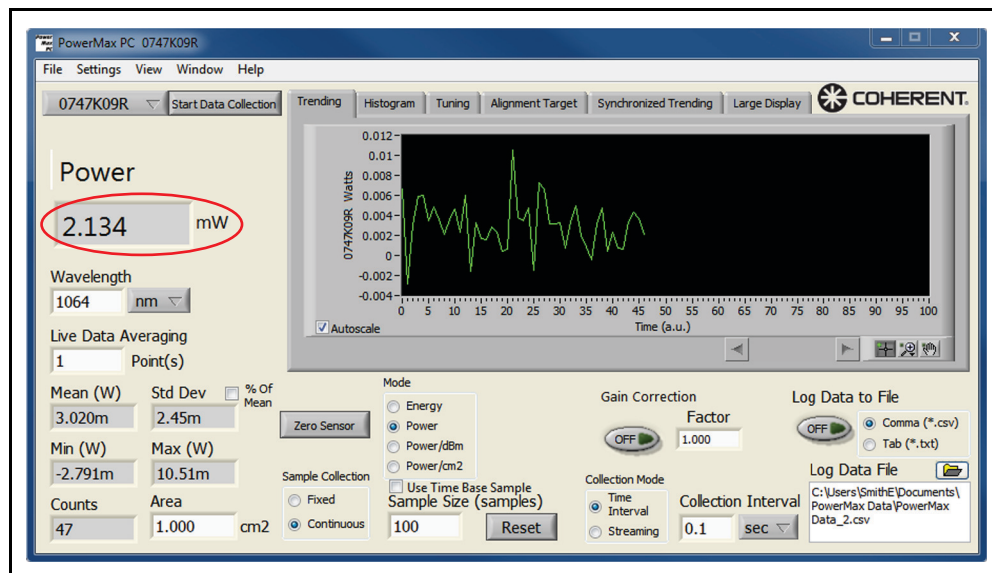 PowerMax PC 0747K09R
File Settings View Window Help
0747K09R Start Data Collection
Trending Histogram Tuning Alignment Target Synchronized Trending Large Display
COHERENT.
Power
2.134 mW
Wavelength
1064 nm
Live Data Averaging
1 Point(s)
0747K09R Watts
0.012
0.01
0.008
0.006
0.004
0.002
0
-0.002
-0.004
0 5 10 15 20 25 30 35 40 45 50 55 60 65 70 75 80 85 90 95 100
Time (a.u.)
Autoscale
Mean (W) Std Dev % Of Mean
3.020m 2.45m
Min (W) Max (W)
-2.791m 10.51m
Counts Area
47 1.000 cm2
Zero Sensor
Mode
Energy
Power
Power/dBm
Power/cm2
Sample Collection
Fixed
Continuous
Use Time Base Sample
Sample Size (samples)
100 Reset
Gain Correction
Factor
OFF 1.000
Collection Mode
Time Interval
Streaming
Collection Interval
0.1 sec
Log Data to File
OFF
Comma (*.csv)
Tab (*.txt)
Log Data File
C:\Users\SmithE\Documents\
PowerMax Data\PowerMax
Data_2.csv